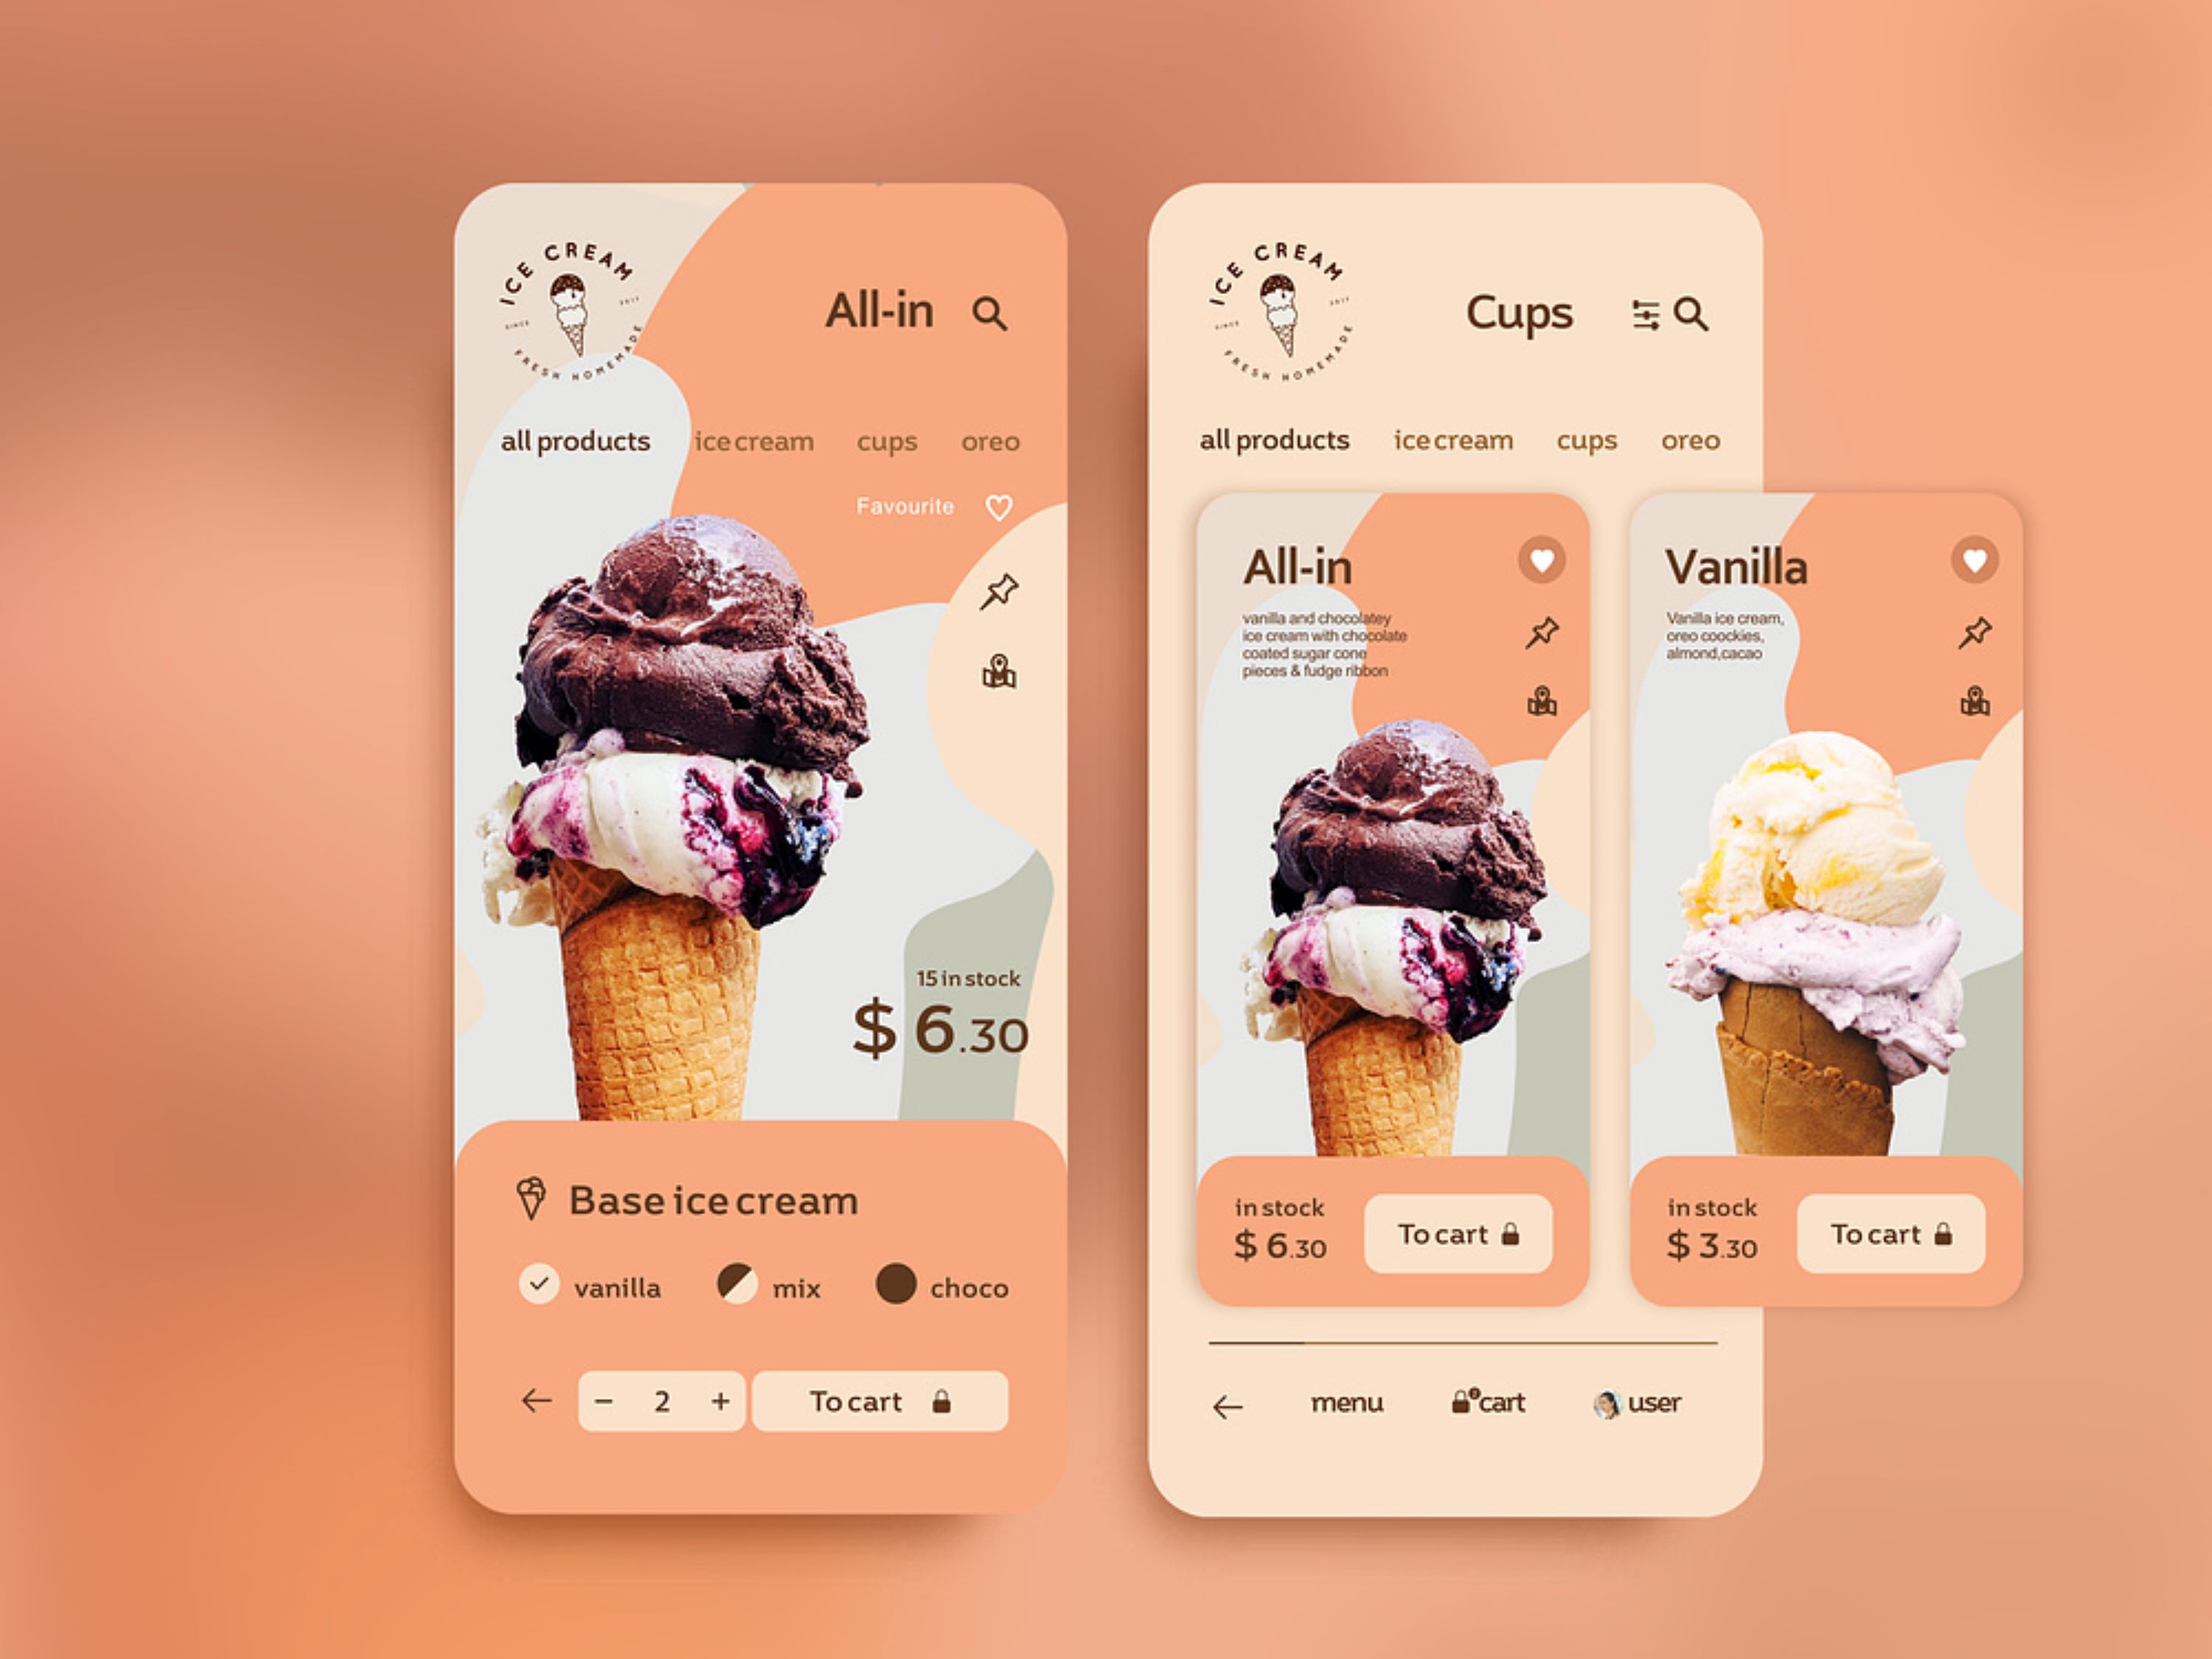 ICE CREAM
SINCE 2017
FRESH HOMEMADE
All-in
all products ice cream cups oreo
Favourite
15 in stock
$ 6.30
Base ice cream
vanilla mix choco
− 2 + To cart
ICE CREAM
SINCE 2017
FRESH HOMEMADE
Cups
all products ice cream cups oreo
All-in
vanilla and chocolatey
ice cream with chocolate
coated sugar cone
pieces & fudge ribbon
in stock
$ 6.30
To cart
Vanilla
Vanilla ice cream,
oreo coockies,
almond,cacao
in stock
$ 3.30
To cart
menu cart user